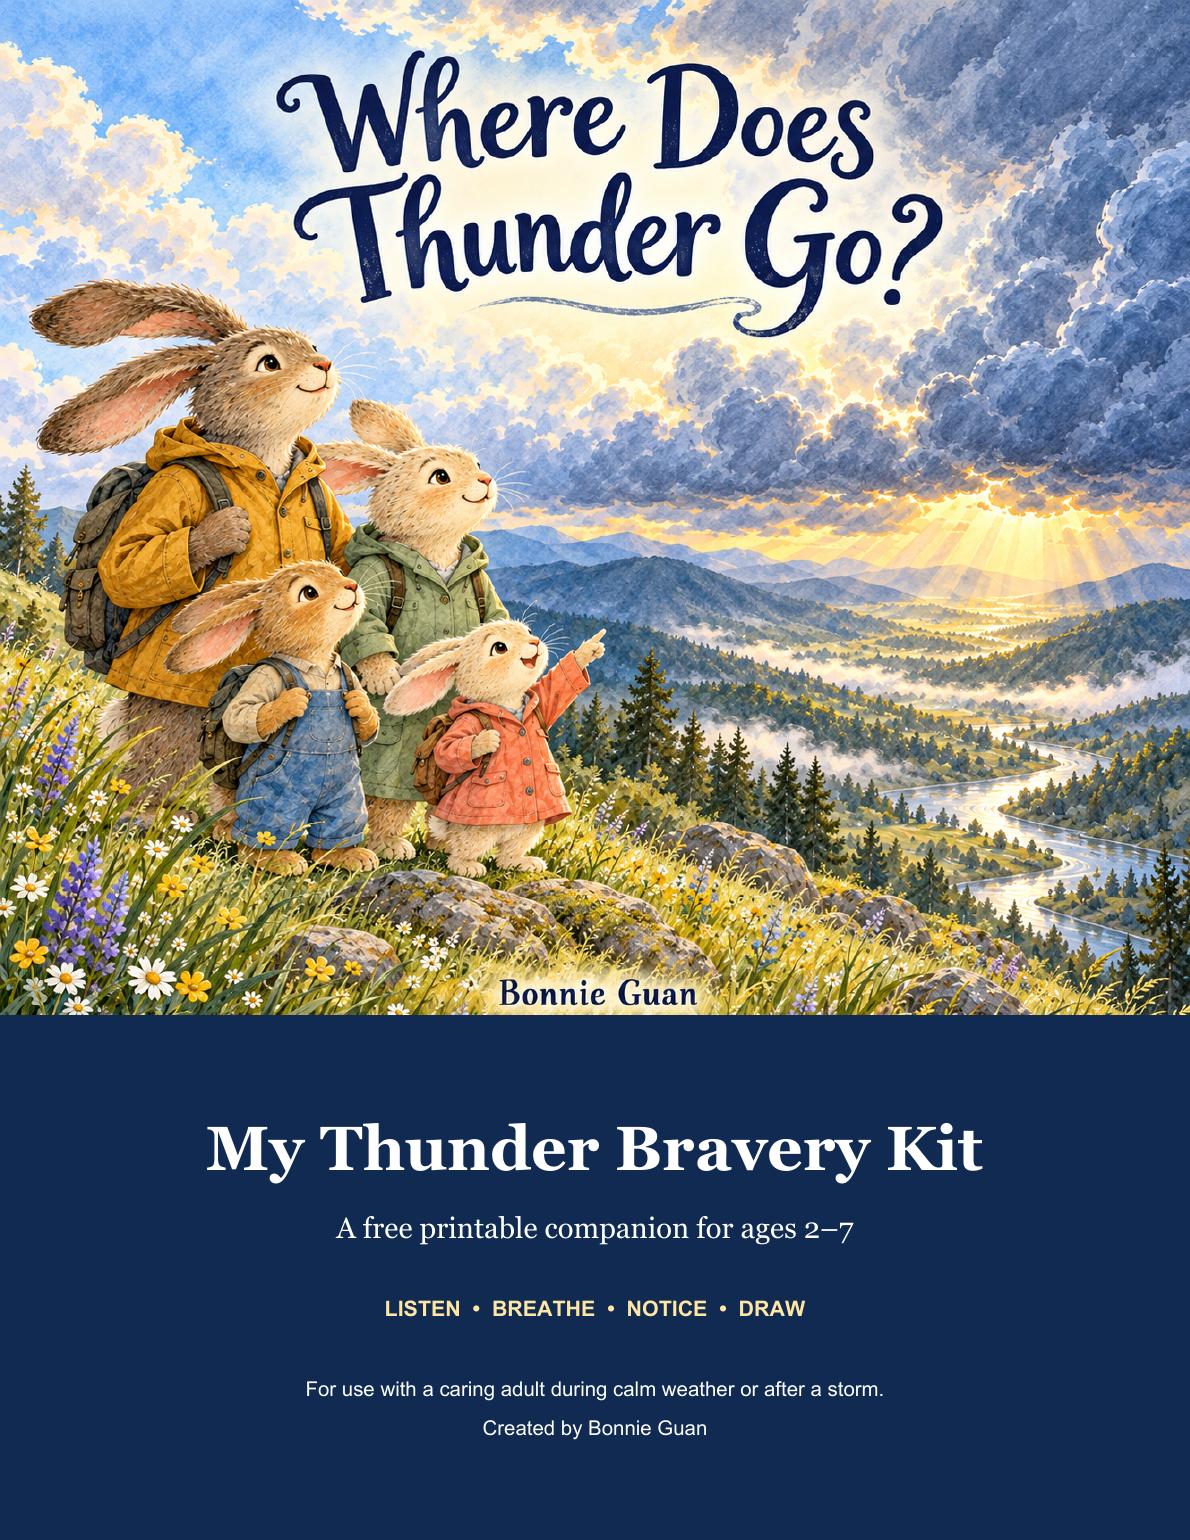 Where Does
Thunder Go?
Bonnie Guan
My Thunder Bravery Kit
A free printable companion for ages 2–7
LISTEN • BREATHE • NOTICE • DRAW
For use with a caring adult during calm weather or after a storm.
Created by Bonnie Guan